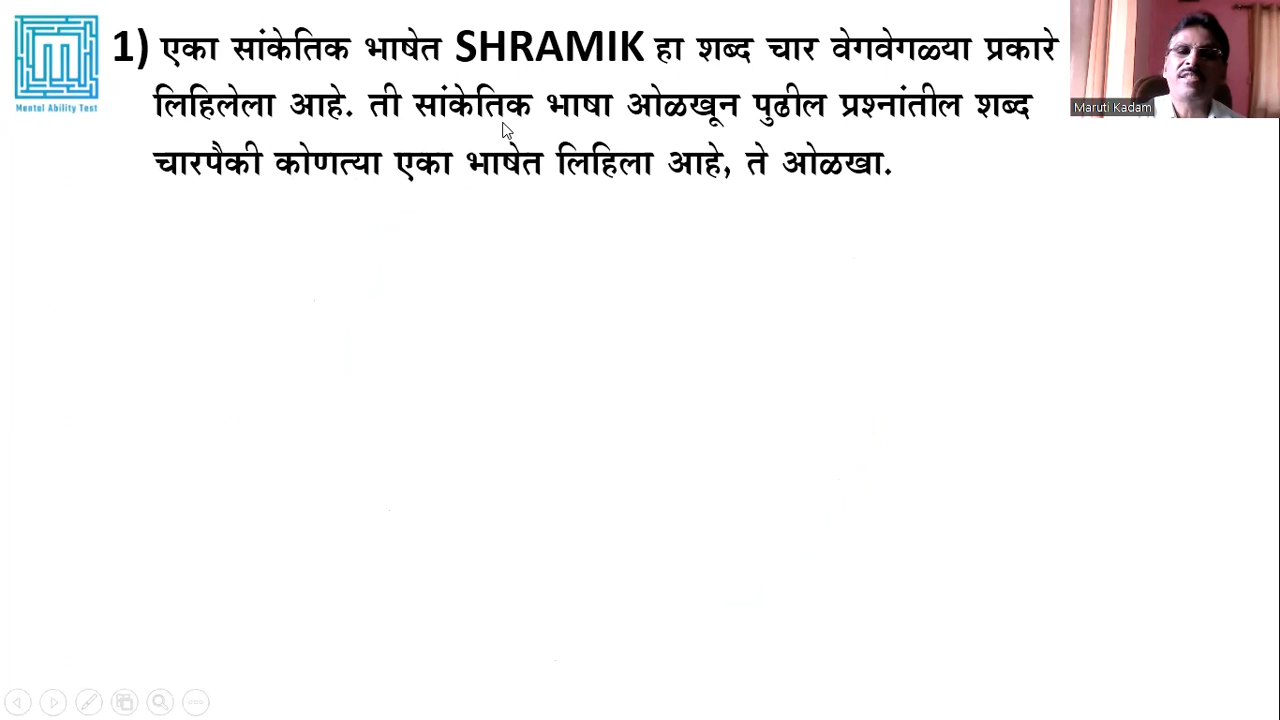 1) एका सांकेतिक भाषेत SHRAMIK हा शब्द चार वेगवेगळ्या प्रकारे
लिहिलेला आहे. ती सांकेतिक भाषा ओळखून पुढील प्रश्नांतील शब्द
चारपैकी कोणत्या एका भाषेत लिहिला आहे, ते ओळखा.
Mental Ability Test
Maruti Kadam